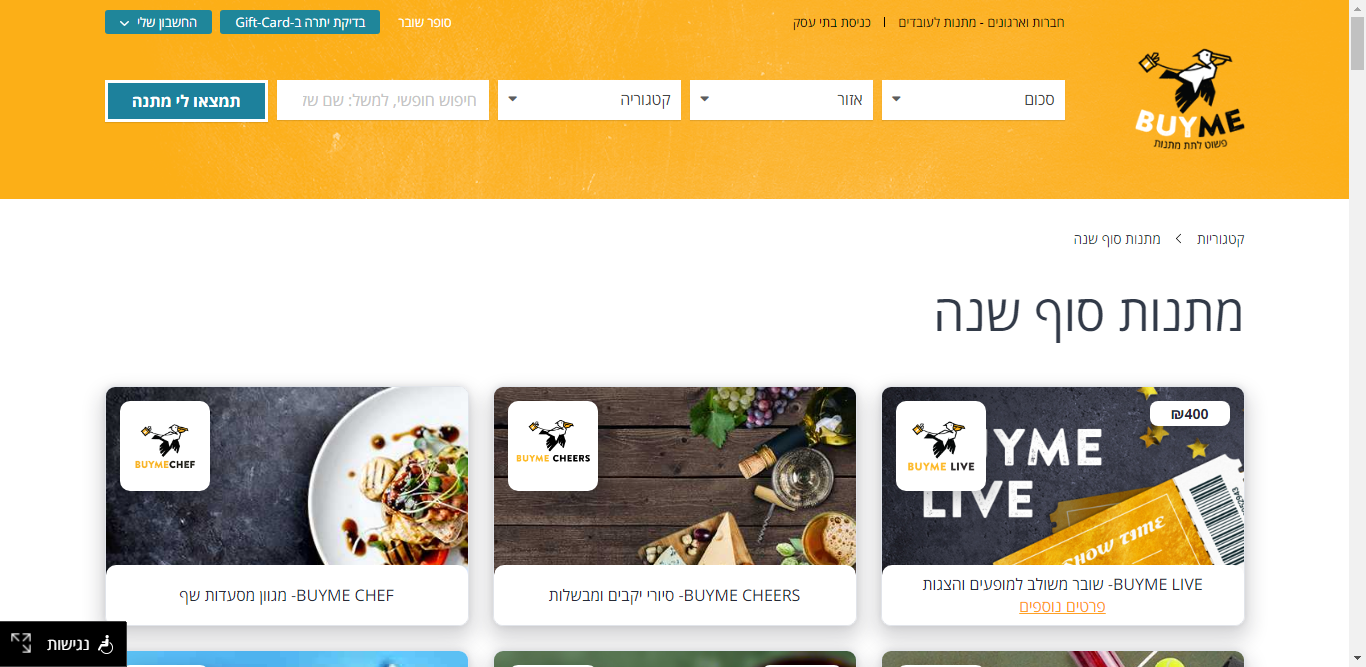 חברות וארגונים - מתנות לעובדים
כניסת בתי עסק
סופר שובר
בדיקת יתרה ב-Gift-Card
החשבון שלי
BUYME
פשוט לתת מתנות
סכום
אזור
קטגוריה
חיפוש חופשי, למשל: שם של
תמצאו לי מתנה
קטגוריות
מתנות סוף שנה
מתנות סוף שנה
₪400
BUYME LIVE
YME
LIVE
SHOW TIME
BUYME LIVE- שובר משולב למופעים והצגות
פרטים נוספים
BUYME CHEERS
BUYME CHEERS- סיורי יקבים ומבשלות
BUYMECHEF
BUYME CHEF- מגוון מסעדות שף
נגישות